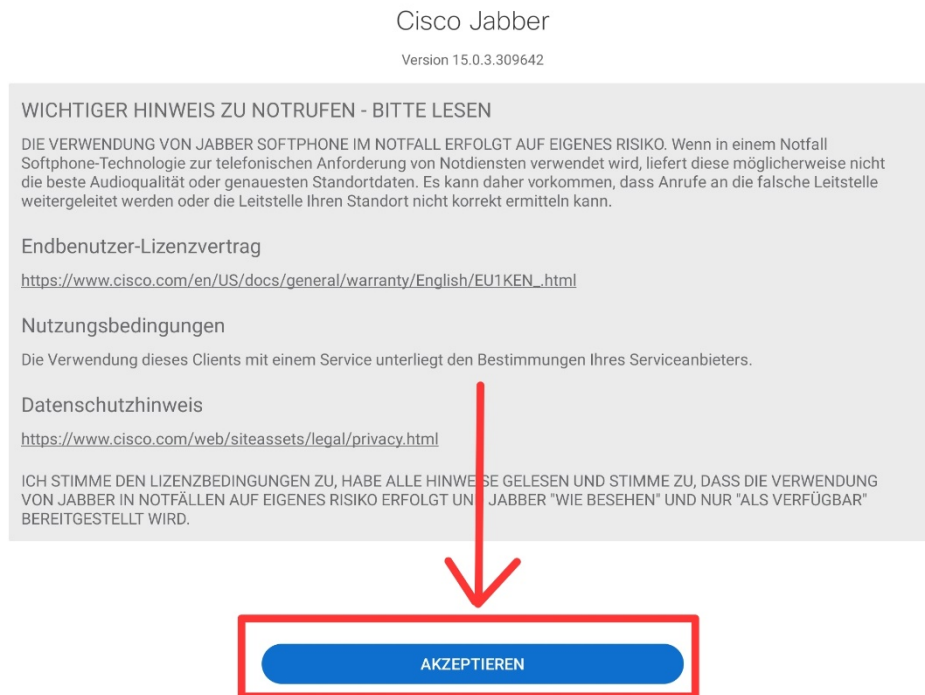 Cisco Jabber
Version 15.0.3.309642
WICHTIGER HINWEIS ZU NOTRUFEN - BITTE LESEN
DIE VERWENDUNG VON JABBER SOFTPHONE IM NOTFALL ERFOLGT AUF EIGENES RISIKO. Wenn in einem Notfall
Softphone-Technologie zur telefonischen Anforderung von Notdiensten verwendet wird, liefert diese möglicherweise nicht
die beste Audioqualität oder genauesten Standortdaten. Es kann daher vorkommen, dass Anrufe an die falsche Leitstelle
weitergeleitet werden oder die Leitstelle Ihren Standort nicht korrekt ermitteln kann.
Endbenutzer-Lizenzvertrag
https://www.cisco.com/en/US/docs/general/warranty/English/EU1KEN_.html
Nutzungsbedingungen
Die Verwendung dieses Clients mit einem Service unterliegt den Bestimmungen Ihres Serviceanbieters.
Datenschutzhinweis
https://www.cisco.com/web/siteassets/legal/privacy.html
ICH STIMME DEN LIZENZBEDINGUNGEN ZU, HABE ALLE HINWEISE GELESEN UND STIMME ZU, DASS DIE VERWENDUNG
VON JABBER IN NOTFÄLLEN AUF EIGENES RISIKO ERFOLGT UND JABBER "WIE BESEHEN" UND NUR "ALS VERFÜGBAR"
BEREITGESTELLT WIRD.
AKZEPTIEREN